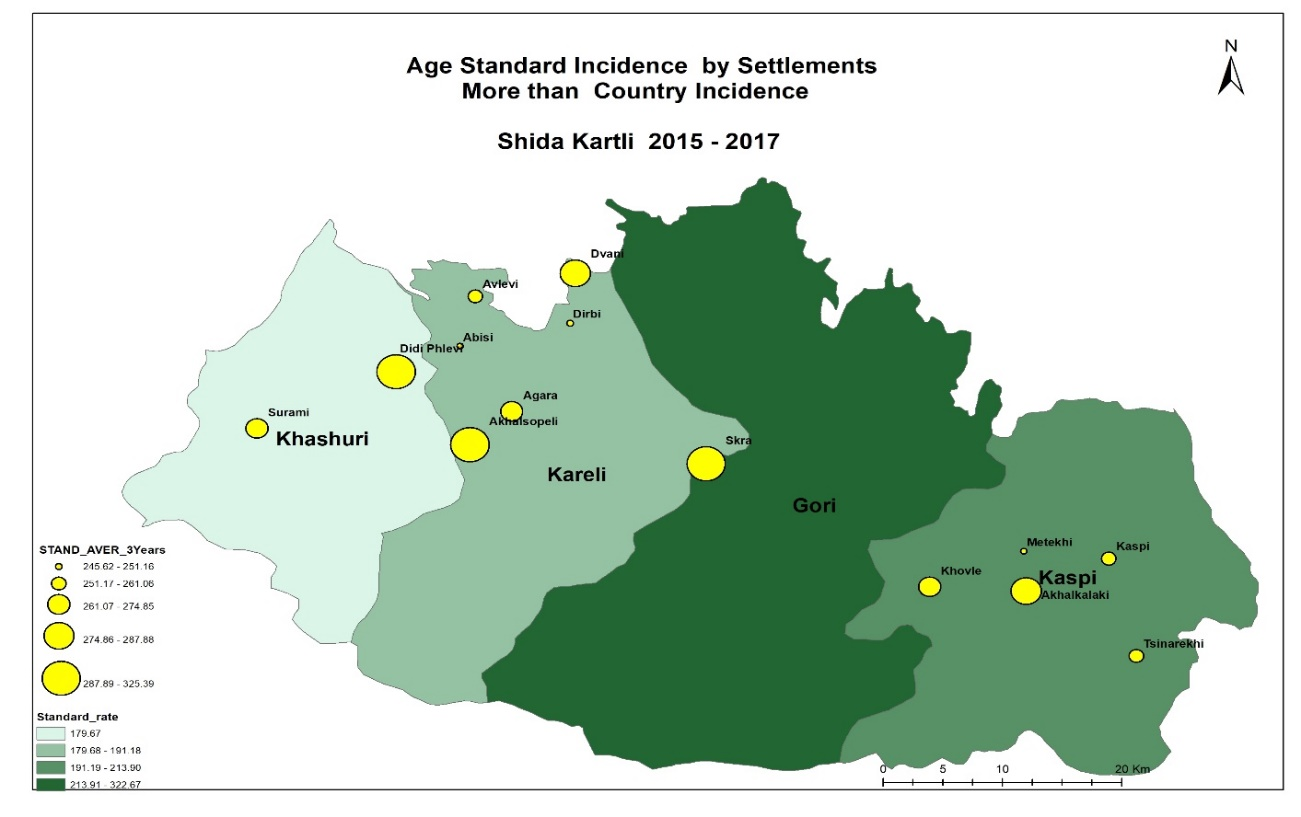 Age Standard Incidence by Settlements
More than Country Incidence
Shida Kartli 2015 - 2017
N
Dvani
Avlevi
Dirbi
Abisi
Didi Phlevi
Agara
Surami
Akhalsopeli
Khashuri
Skra
Kareli
Gori
Metekhi
Kaspi
Khovle
Kaspi
Akhalkalaki
Tsinarekhi
STAND_AVER_3Years
245.62 - 251.16
251.17 - 261.06
261.07 - 274.85
274.86 - 287.88
287.89 - 325.39
Standard_rate
179.67
179.68 - 191.18
191.19 - 213.90
213.91 - 322.67
0 5 10 20 Km